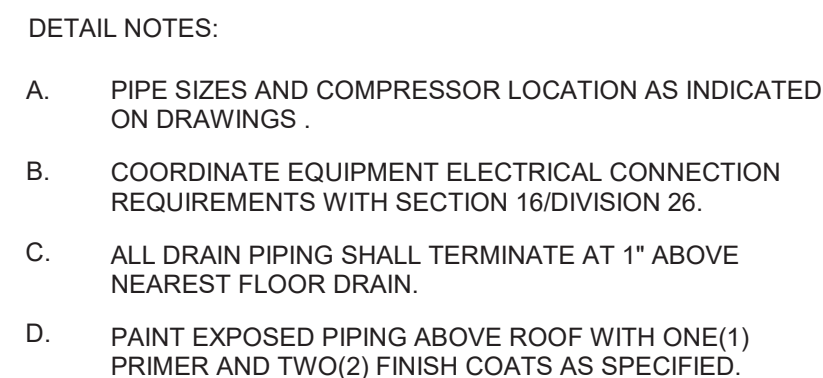 DETAIL NOTES:
A. PIPE SIZES AND COMPRESSOR LOCATION AS INDICATED
ON DRAWINGS .
B. COORDINATE EQUIPMENT ELECTRICAL CONNECTION
REQUIREMENTS WITH SECTION 16/DIVISION 26.
C. ALL DRAIN PIPING SHALL TERMINATE AT 1" ABOVE
NEAREST FLOOR DRAIN.
D. PAINT EXPOSED PIPING ABOVE ROOF WITH ONE(1)
PRIMER AND TWO(2) FINISH COATS AS SPECIFIED.